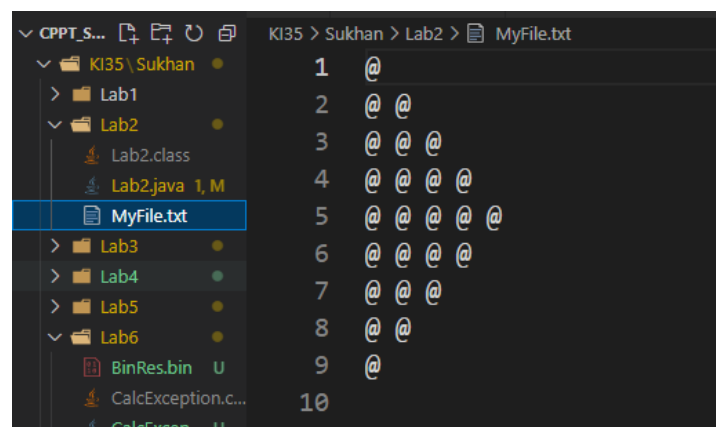 CPPT_S...
KI35\Sukhan
Lab1
Lab2
Lab2.class
Lab2.java 1, M
MyFile.txt
Lab3
Lab4
Lab5
Lab6
BinRes.bin U
CalcException.c...
KI35 > Sukhan > Lab2 > MyFile.txt
1 @
2 @ @
3 @ @ @
4 @ @ @ @
5 @ @ @ @ @
6 @ @ @ @
7 @ @ @
8 @ @
9 @
10